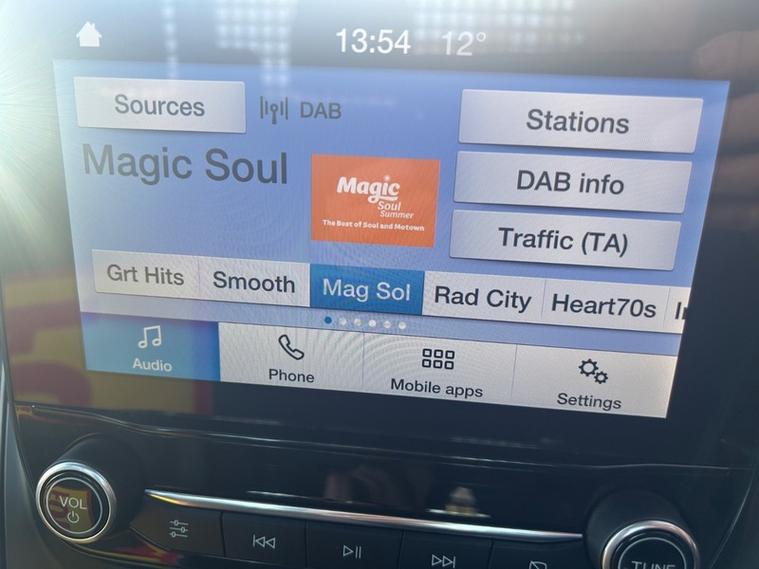 13:54 12°
Sources DAB Stations
Magic Soul
Magic
Soul
Summer
The Best of Soul and Motown
DAB info
Traffic (TA)
Grt Hits Smooth Mag Sol Rad City Heart70s
Audio Phone Mobile apps Settings
VOL TUNE